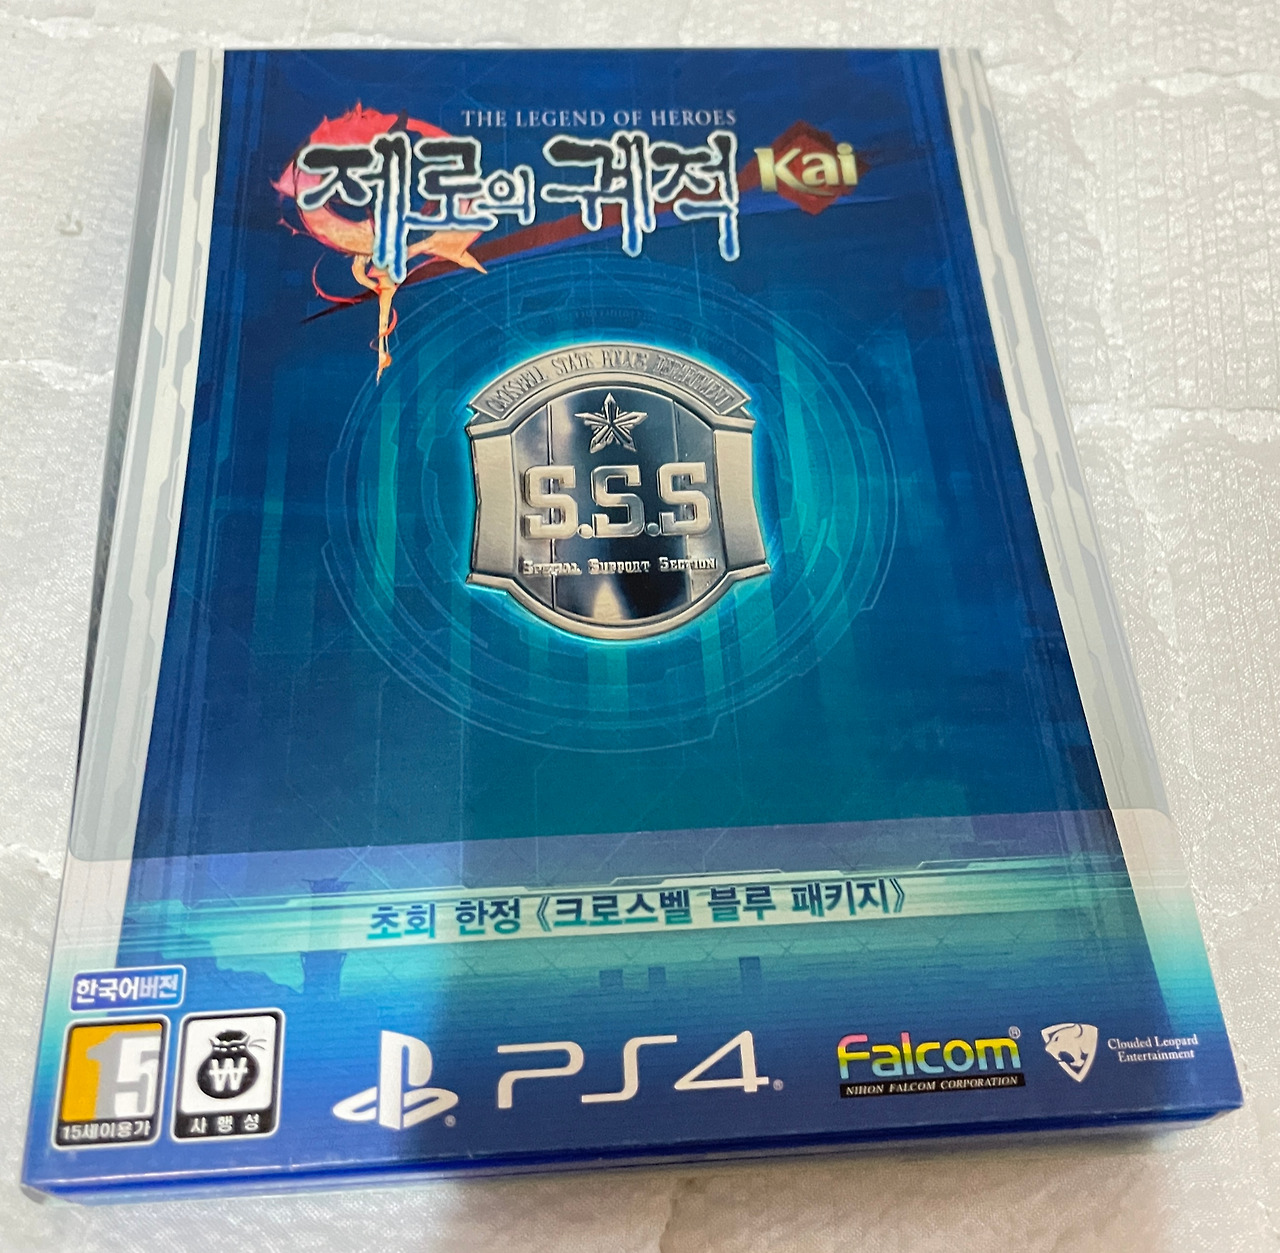 THE LEGEND OF HEROES
제로의 궤적 Kai
CROSSBELL STATE POLICE DEPARTMENT
S.S.S
SPECIAL SUPPORT SECTION
초회 한정 《크로스벨 블루 패키지》
한국어버전
15
15세이용가
₩
사행성
PS4
Falcom®
NIHON FALCOM CORPORATION
Clouded Leopard
Entertainment